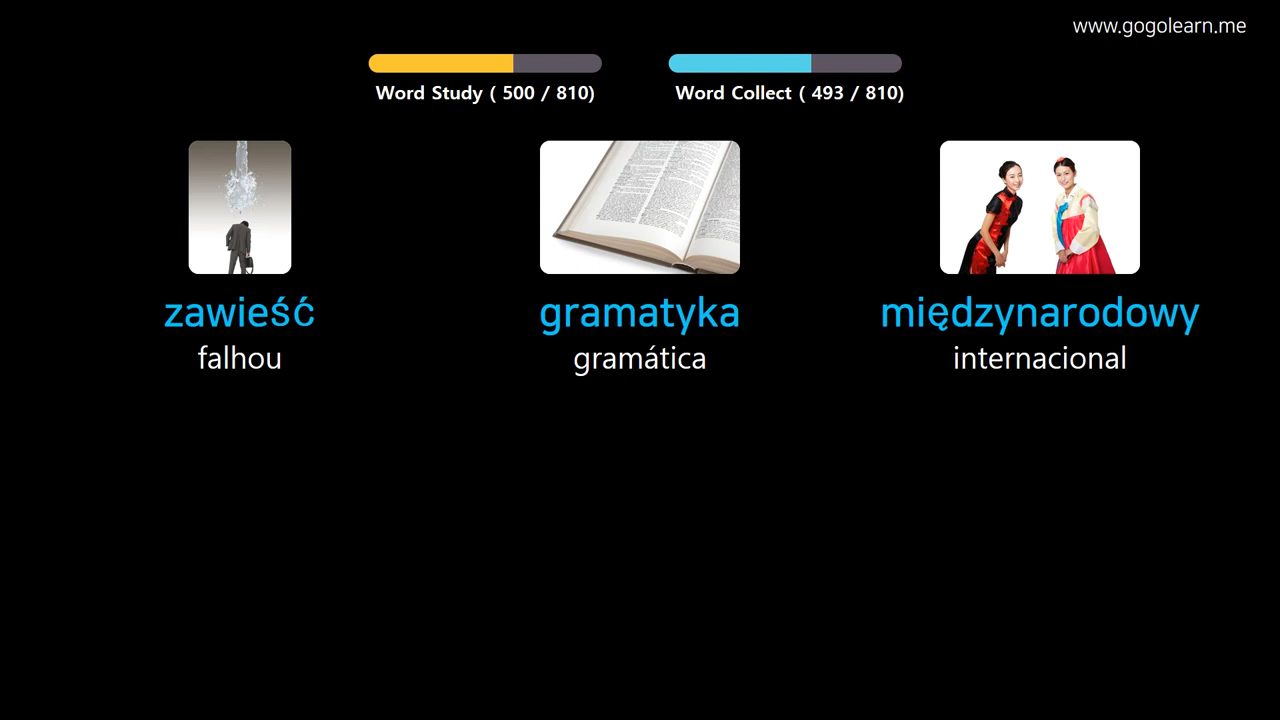 www.gogolearn.me
Word Study ( 500 / 810)
Word Collect ( 493 / 810)
zawieść
gramatyka
międzynarodowy
falhou
gramática
internacional